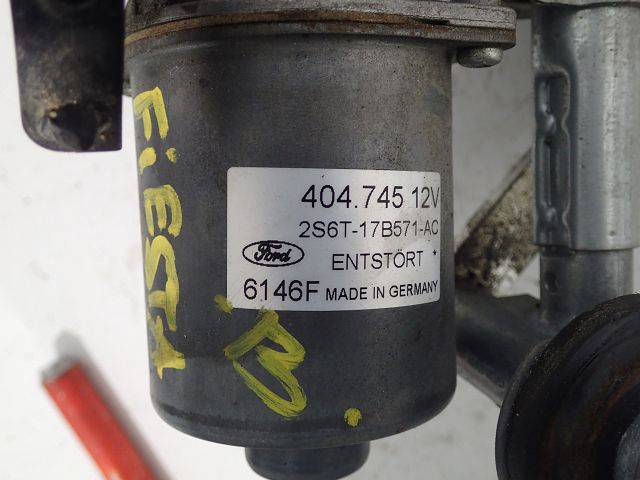 FiESTA
.B.
404.745 12V
2S6T-17B571-AC
Ford
ENTSTÖRT *
6146F MADE IN GERMANY